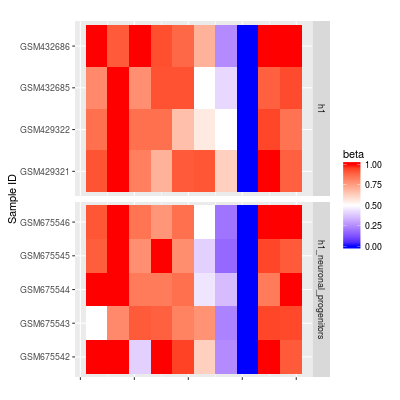 Sample ID
GSM432686
GSM432685
GSM429322
GSM429321
h1
GSM675546
GSM675545
GSM675544
GSM675543
GSM675542
h1_neuronal_progenitors
beta
1.00
0.75
0.50
0.25
0.00